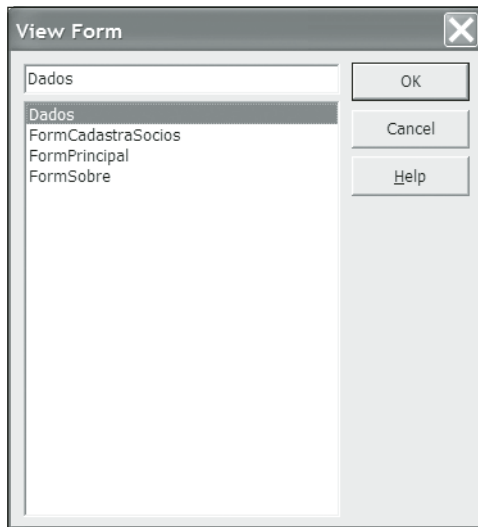 View Form
Dados
OK
Dados
FormCadastraSocios
FormPrincipal
FormSobre
Cancel
Help